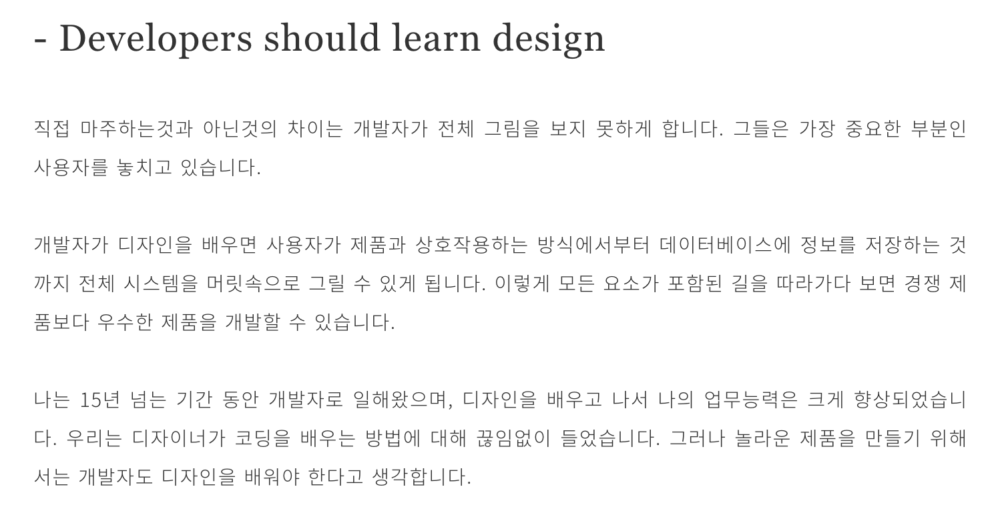 - Developers should learn design
직접 마주하는것과 아닌것의 차이는 개발자가 전체 그림을 보지 못하게 합니다. 그들은 가장 중요한 부분인
사용자를 놓치고 있습니다.
개발자가 디자인을 배우면 사용자가 제품과 상호작용하는 방식에서부터 데이터베이스에 정보를 저장하는 것
까지 전체 시스템을 머릿속으로 그릴 수 있게 됩니다. 이렇게 모든 요소가 포함된 길을 따라가다 보면 경쟁 제
품보다 우수한 제품을 개발할 수 있습니다.
나는 15년 넘는 기간 동안 개발자로 일해왔으며, 디자인을 배우고 나서 나의 업무능력은 크게 향상되었습니
다. 우리는 디자이너가 코딩을 배우는 방법에 대해 끊임없이 들었습니다. 그러나 놀라운 제품을 만들기 위해
서는 개발자도 디자인을 배워야 한다고 생각합니다.